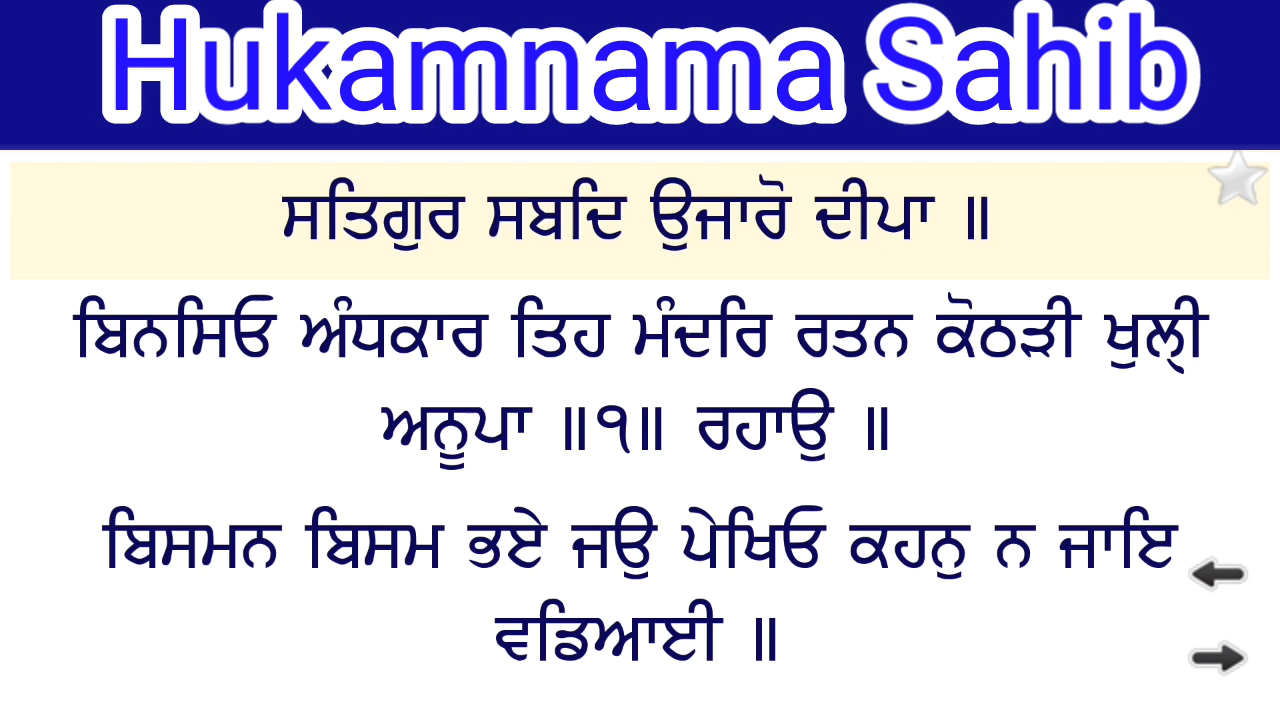 Hukamnama Sahib
ਸਤਿਗੁਰ ਸਬਦਿ ਉਜਾਰੋ ਦੀਪਾ ॥
ਬਿਨਸਿਓ ਅੰਧਕਾਰ ਤਿਹ ਮੰਦਰਿ ਰਤਨ ਕੋਠੜੀ ਖੁਲੑੀ
ਅਨੂਪਾ ॥੧॥ ਰਹਾਉ ॥
ਬਿਸਮਨ ਬਿਸਮ ਭਏ ਜਉ ਪੇਖਿਓ ਕਹਨੁ ਨ ਜਾਇ
ਵਡਿਆਈ ॥